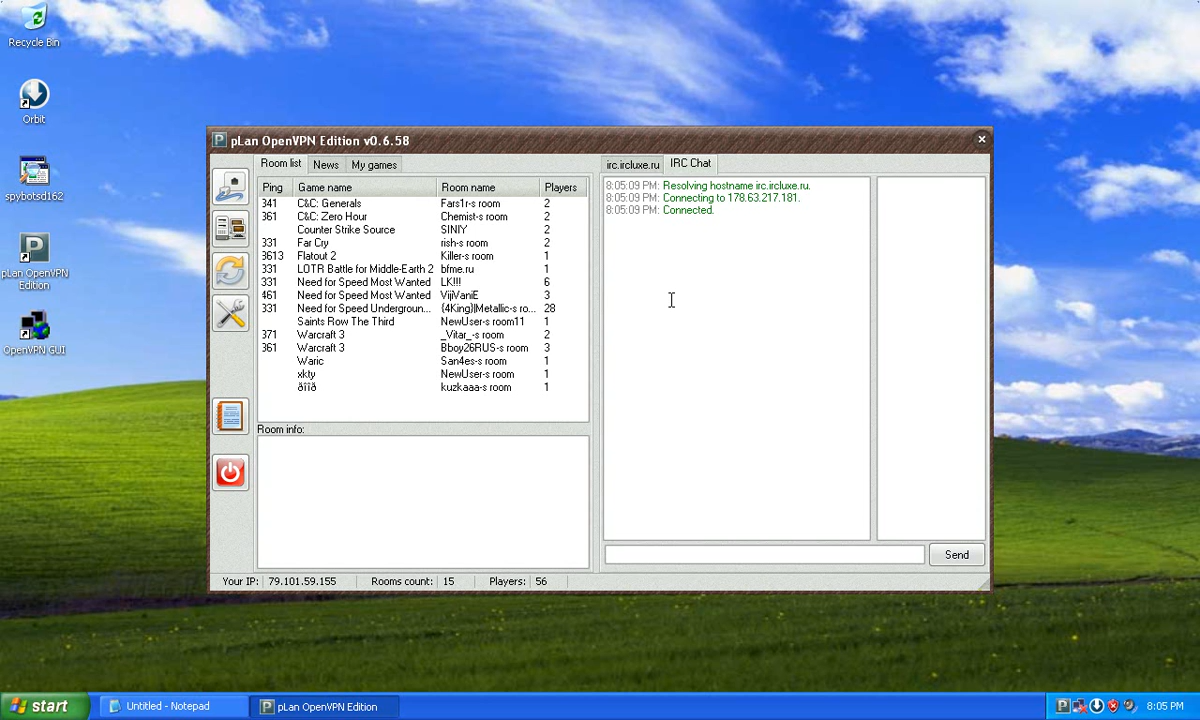 Recycle Bin
Orbit
spybotsd162
pLan OpenVPN
Edition
OpenVPN GUI
pLan OpenVPN Edition v0.6.58
Room list News My games
Ping Game name Room name Players
341 C&C: Generals Fars1r-s room 2
361 C&C: Zero Hour Chemist-s room 2
Counter Strike Source SINIY 2
331 Far Cry rish-s room 2
3613 Flatout 2 Killer-s room 1
331 LOTR Battle for Middle-Earth 2 bfme.ru 1
331 Need for Speed Most Wanted LK!!! 6
461 Need for Speed Most Wanted VijiVaniE 3
331 Need for Speed Undergroun... {4King}|Metallic-s ro... 28
Saints Row The Third NewUser-s room11 1
371 Warcraft 3 _Vitar_-s room 2
361 Warcraft 3 Bboy26RUS-s room 3
Waric San4es-s room 1
xkty NewUser-s room 1
ðîîð kuzkaaa-s room 1
Room info:
irc.ircluxe.ru IRC Chat
8:05:09 PM: Resolving hostname irc.ircluxe.ru.
8:05:09 PM: Connecting to 178.63.217.181.
8:05:09 PM: Connected.
Send
Your IP: 79.101.59.155 Rooms count: 15 Players: 56
start Untitled - Notepad pLan OpenVPN Edition 8:05 PM